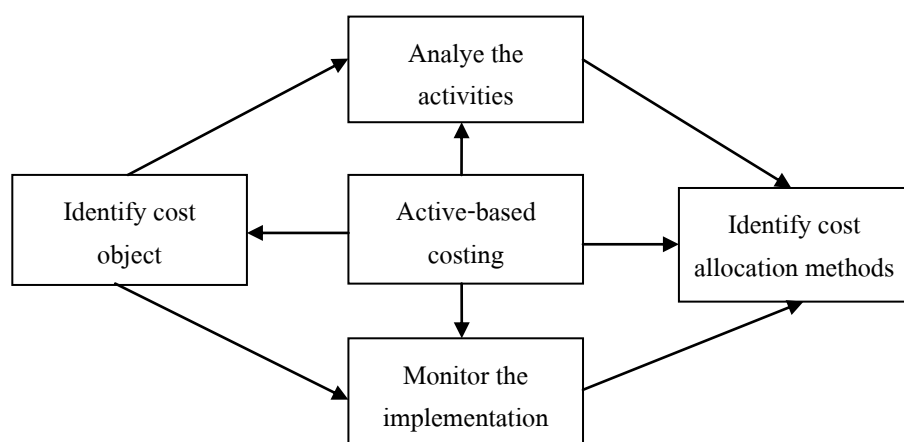 Analye the
activities
Identify cost
object
Active-based
costing
Identify cost
allocation methods
Monitor the
implementation